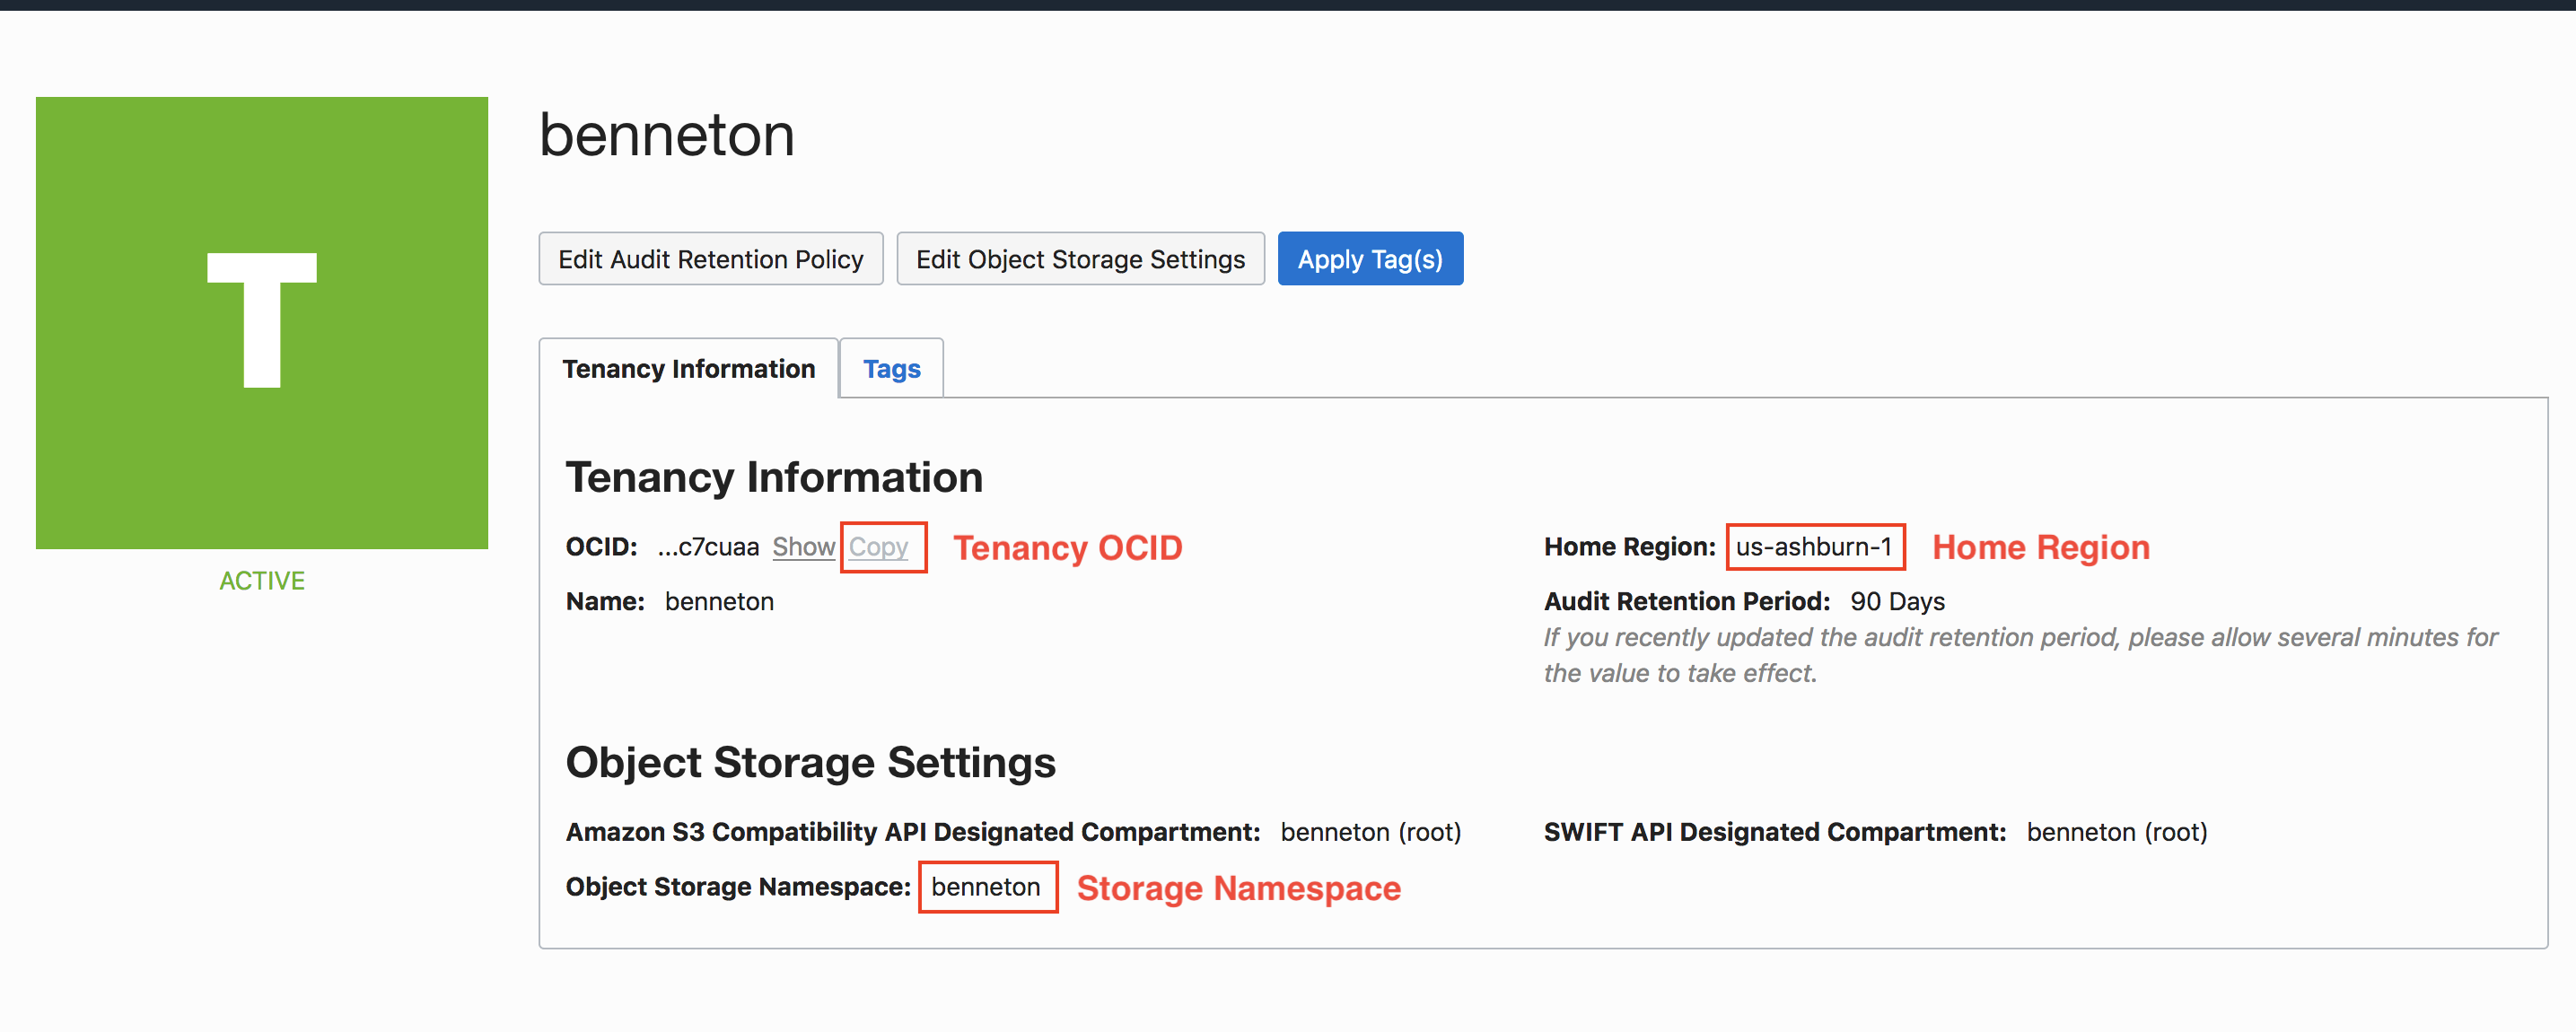 T
ACTIVE
benneton
Edit Audit Retention Policy Edit Object Storage Settings Apply Tag(s)
Tenancy Information Tags
Tenancy Information
OCID: ...c7cuaa Show Copy Tenancy OCID
Name: benneton
Home Region: us-ashburn-1 Home Region
Audit Retention Period: 90 Days
If you recently updated the audit retention period, please allow several minutes for
the value to take effect.
Object Storage Settings
Amazon S3 Compatibility API Designated Compartment: benneton (root)
Object Storage Namespace: benneton Storage Namespace
SWIFT API Designated Compartment: benneton (root)